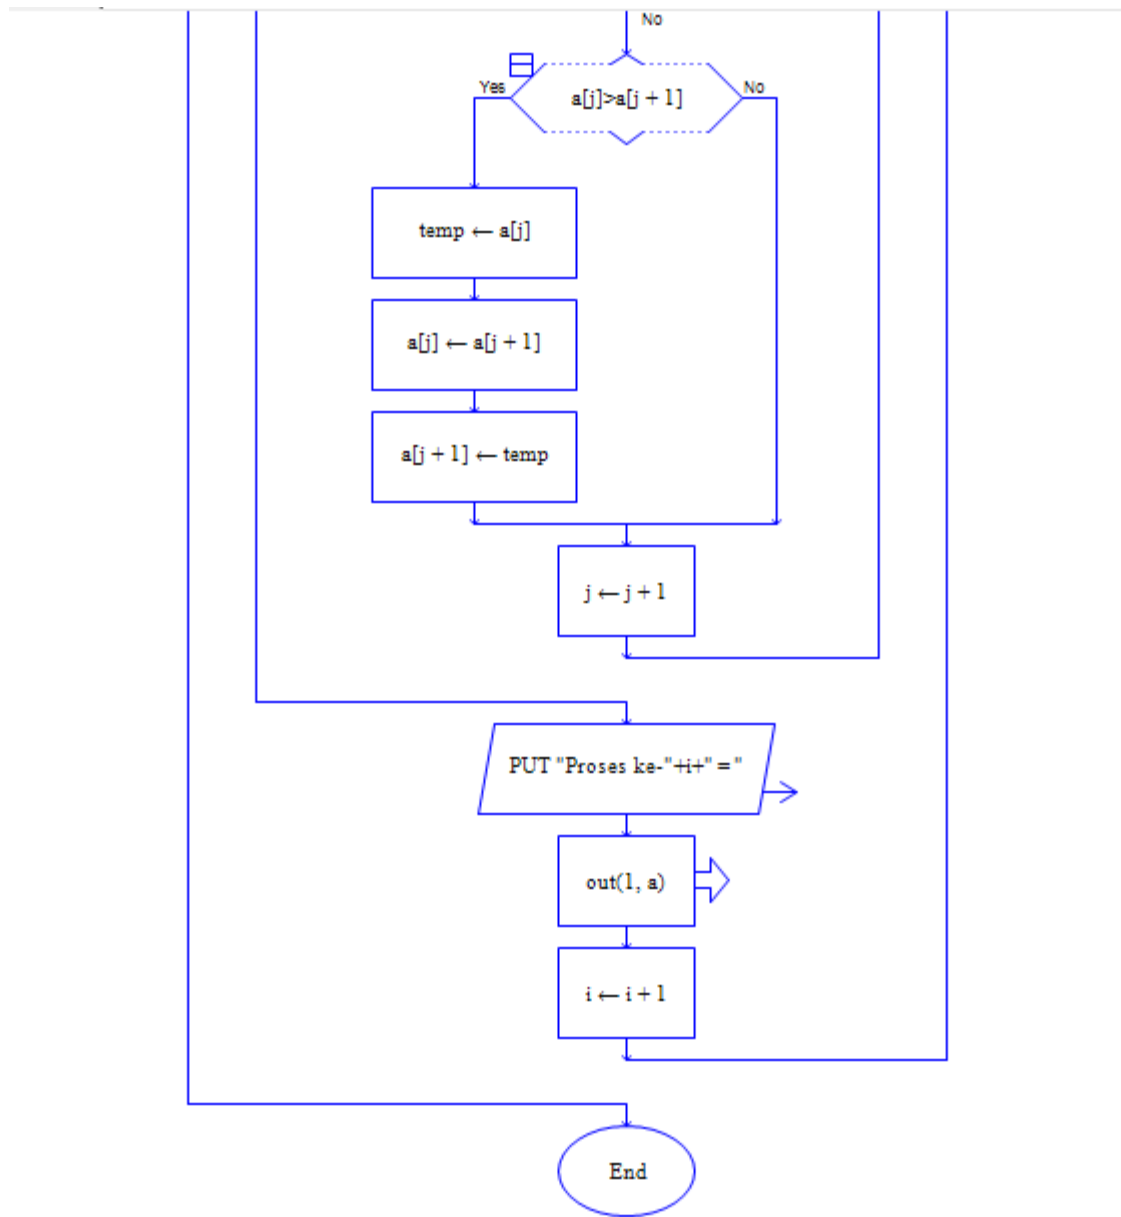 No
Yes
a[j]>a[j + 1]
No
temp ← a[j]
a[j] ← a[j + 1]
a[j + 1] ← temp
j ← j + 1
PUT "Proses ke-"+i+" = "
out(1, a)
i ← i + 1
End